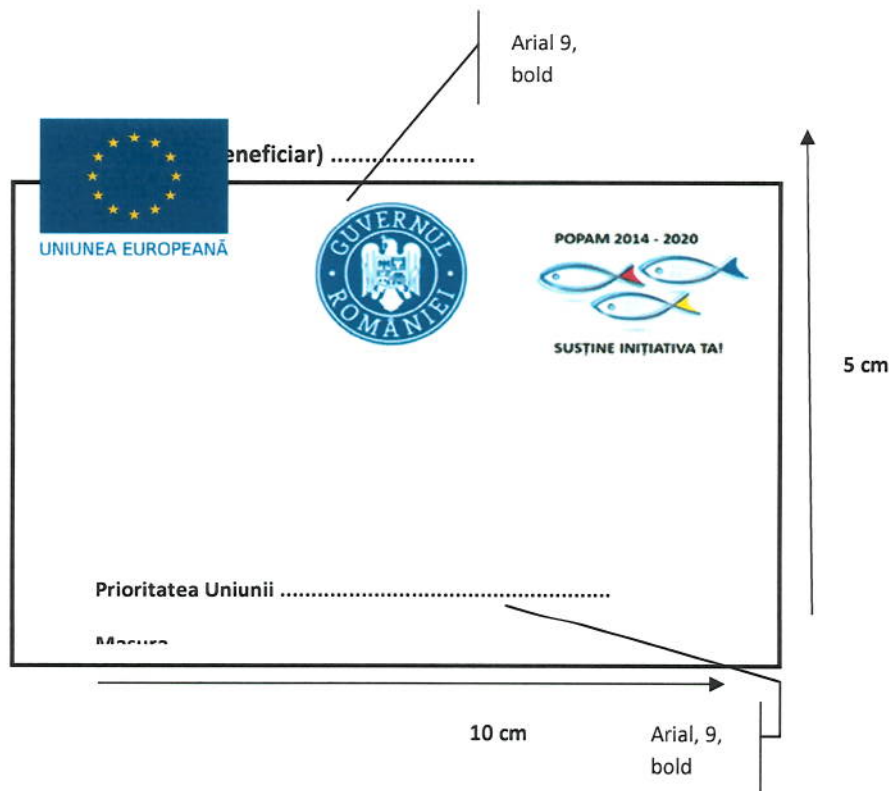 Arial 9,
bold
eneficiar) ......................
UNIUNEA EUROPEANĂ
GUVERNUL
ROMÂNIEI
POPAM 2014 - 2020
SUSȚINE INIȚIATIVA TA!
5 cm
Prioritatea Uniunii ....................................................
Masura
10 cm
Arial, 9,
bold